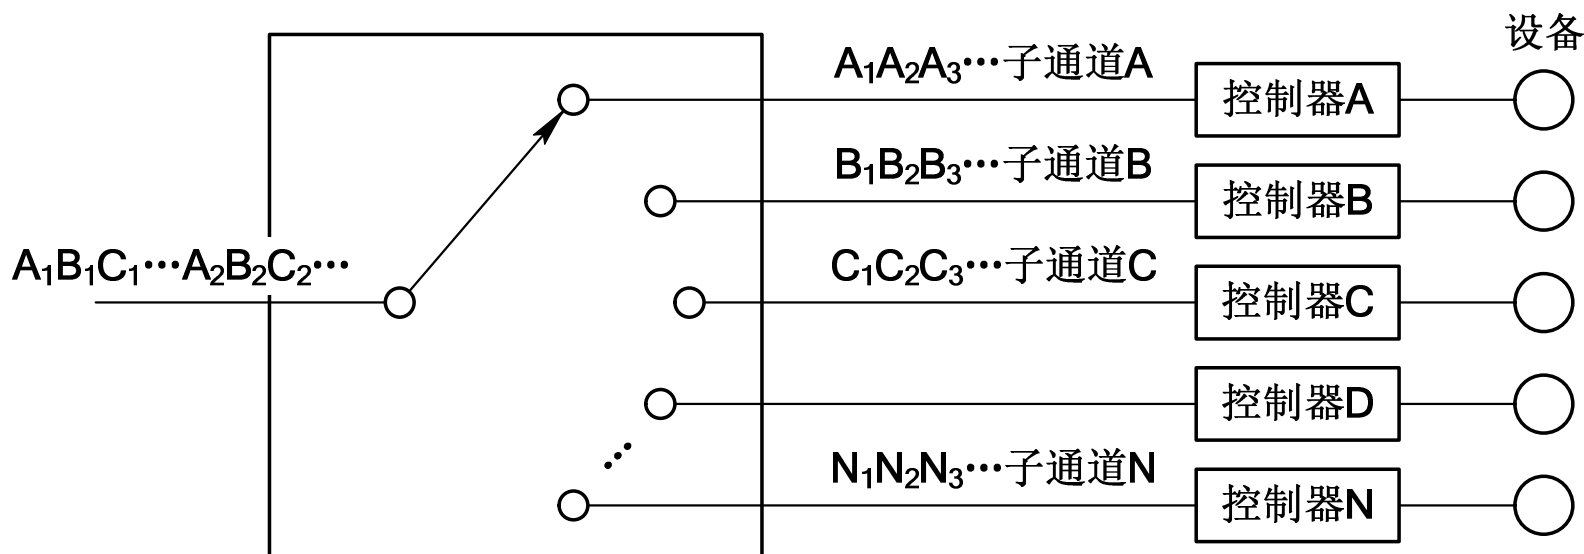 设备
A₁A₂A₃…子通道A
控制器A
B₁B₂B₃…子通道B
控制器B
A₁B₁C₁…A₂B₂C₂…
C₁C₂C₃…子通道C
控制器C
控制器D
N₁N₂N₃…子通道N
控制器N